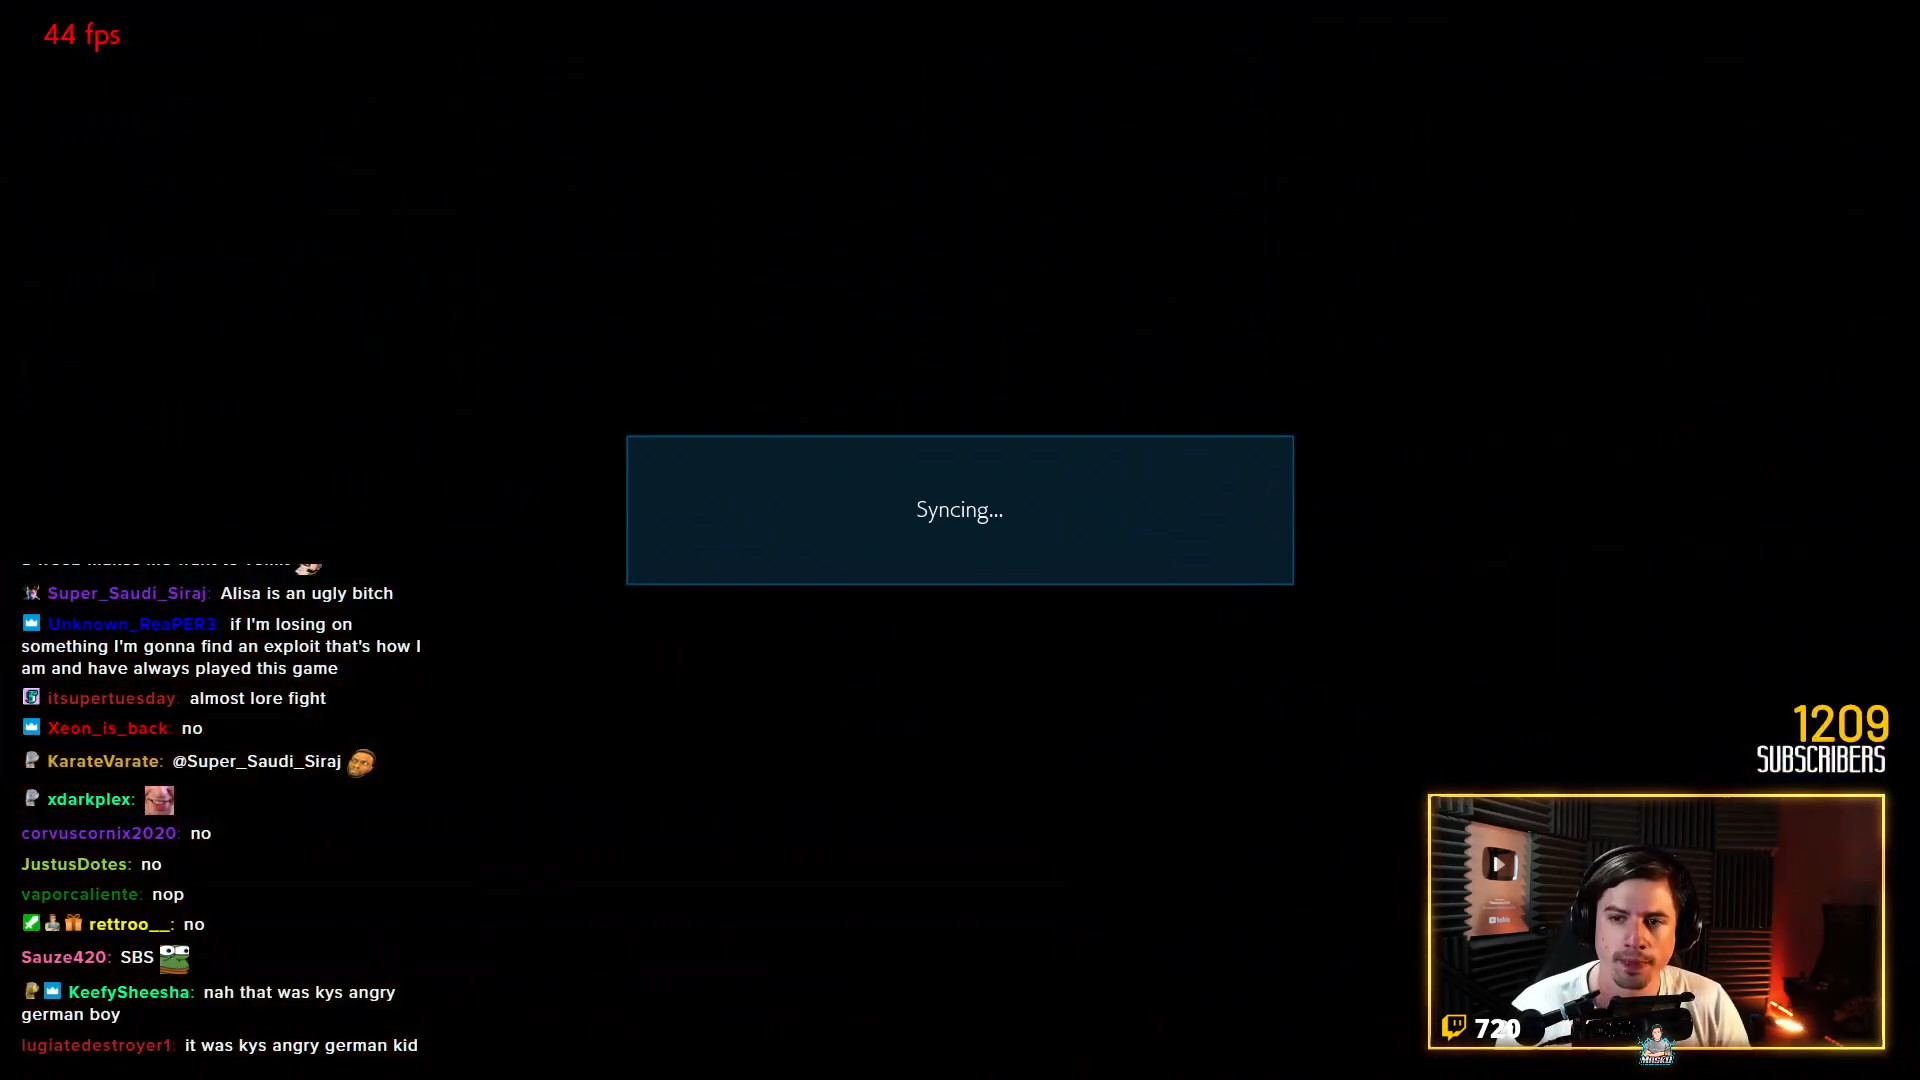 44 fps
Syncing...
Super_Saudi_Siraj: Alisa is an ugly bitch
Unknown_ReaPER3: if I'm losing on
something I'm gonna find an exploit that's how I
am and have always played this game
itsupertuesday: almost lore fight
Xeon_is_back: no
KarateVarate: @Super_Saudi_Siraj
xdarkplex:
corvuscornix2020: no
JustusDotes: no
vaporcaliente: nop
rettroo__: no
Sauze420: SBS
KeefySheesha: nah that was kys angry
german boy
lugiatedestroyer1: it was kys angry german kid
1209
SUBSCRIBERS
720